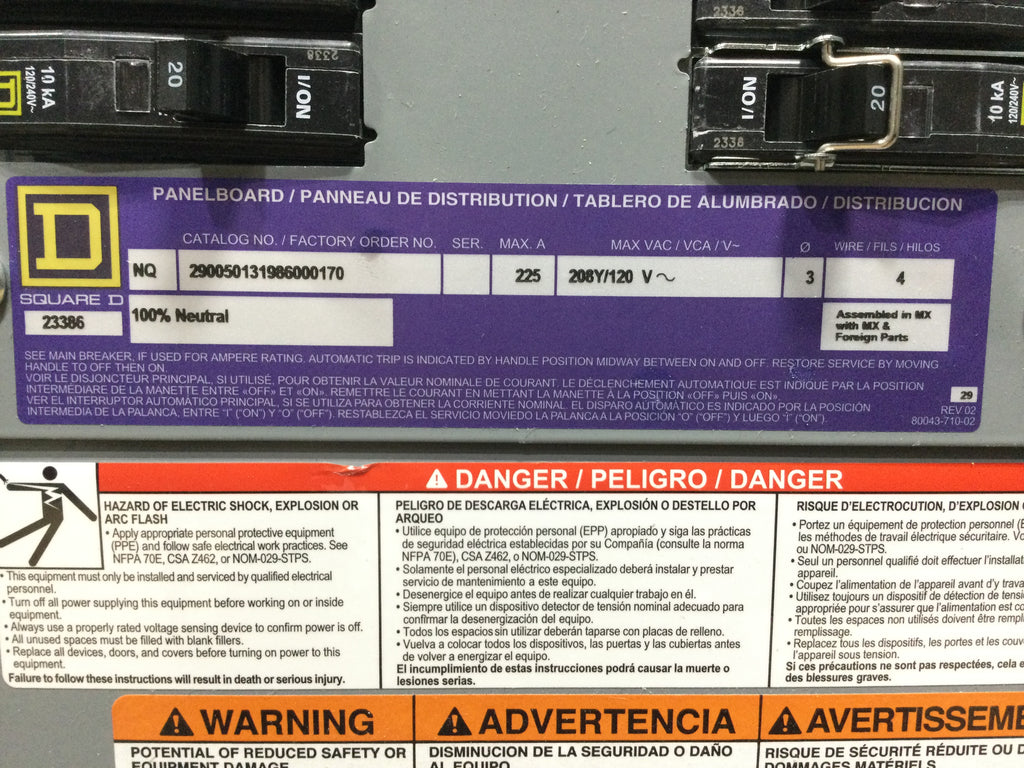 2338
2338
10 kA
120/240V~
20
I/ON
I/ON
20
10 kA
120/240V~
2338
D
PANELBOARD / PANNEAU DE DISTRIBUTION / TABLERO DE ALUMBRADO / DISTRIBUCION
CATALOG NO. / FACTORY ORDER NO. SER. MAX. A MAX VAC / VCA / V~ Ø WIRE / FILS / HILOS
NQ 290050131986000170 225 208Y/120 V ~ 3 4
SQUARE D
23386
100% Neutral
Assembled in MX
with MX &
Foreign Parts
SEE MAIN BREAKER, IF USED FOR AMPERE RATING. AUTOMATIC TRIP IS INDICATED BY HANDLE POSITION MIDWAY BETWEEN ON AND OFF. RESTORE SERVICE BY MOVING
HANDLE TO OFF THEN ON.
VOIR LE DISJONCTEUR PRINCIPAL, SI UTILISÉ, POUR OBTENIR LA VALEUR NOMINALE DE COURANT. LE DÉCLENCHEMENT AUTOMATIQUE EST INDIQUÉ PAR LA POSITION
INTERMEDIAIRE DE LA MANETTE ENTRE «OFF» ET «ON». REMETTRE LE COURANT EN METTANT LA MANETTE À LA POSITION «OFF» PUIS «ON».
VER EL INTERRUPTOR AUTOMATICO PRINCIPAL, SI SE UTILIZA PARA OBTENER LA CORRIENTE NOMINAL. EL DISPARO AUTOMATICO ES INDICADO POR LA POSICIÓN
INTERMEDIA DE LA PALANCA, ENTRE "I" ("ON") Y "O" ("OFF"). RESTABLEZCA EL SERVICIO MOVIEDO LA PALANCA A LA POSICION "O" ("OFF") Y LUEGO "I" ("ON").
29
REV.02
80043-710-02
DANGER / PELIGRO / DANGER
HAZARD OF ELECTRIC SHOCK, EXPLOSION OR
ARC FLASH
• Apply appropriate personal protective equipment
(PPE) and follow safe electrical work practices. See
NFPA 70E, CSA Z462, or NOM-029-STPS.
• This equipment must only be installed and serviced by qualified electrical
personnel.
• Turn off all power supplying this equipment before working on or inside
equipment.
• Always use a properly rated voltage sensing device to confirm power is off.
• All unused spaces must be filled with blank fillers.
• Replace all devices, doors, and covers before turning on power to this
equipment.
Failure to follow these instructions will result in death or serious injury.
PELIGRO DE DESCARGA ELÉCTRICA, EXPLOSIÓN O DESTELLO POR
ARQUEO
• Utilice equipo de protección personal (EPP) apropiado y siga las prácticas
de seguridad eléctrica establecidas por su Compañía (consulte la norma
NFPA 70E), CSA Z462, o NOM-029-STPS.
• Solamente el personal eléctrico especializado deberá instalar y prestar
servicio de mantenimiento a este equipo.
• Desenergice el equipo antes de realizar cualquier trabajo en él.
• Siempre utilice un dispositivo detector de tensión nominal adecuado para
confirmar la desenergización del equipo.
• Todos los espacios sin utilizar deberán taparse con placas de relleno.
• Vuelva a colocar todos los dispositivos, las puertas y las cubiertas antes
de volver a energizar el equipo.
El incumplimiento de estas instrucciones podrá causar la muerte o
lesiones serias.
RISQUE D'ELECTROCUTION, D'EXPLOSION
• Portez un équipement de protection personnel
les méthodes de travail électrique sécuritaire.
ou NOM-029-STPS.
• Seul un personnel qualifié doit effectuer
appareil.
• Coupez l'alimentation de l'appareil avant
• Utilisez toujours un dispositif de détection de
appropriée pour s'assurer que l'alimentation est
• Toutes les espaces non utilisés doivent être
remplissage.
• Replacez tous les dispositifs, les portes et les
l'appareil sous tension.
Si ces précautions ne sont pas respectées, cela
des blessures graves.
WARNING
ADVERTENCIA
AVERTISSEME
POTENTIAL OF REDUCED SAFETY OR
EQUIPMENT DAMAGE
DISMINUCION DE LA SEGURIDAD O DAÑO
AL EQUIPO
RISQUE DE SÉCURITÉ RÉDUITE OU
DOMMAGES MATÉRIELS